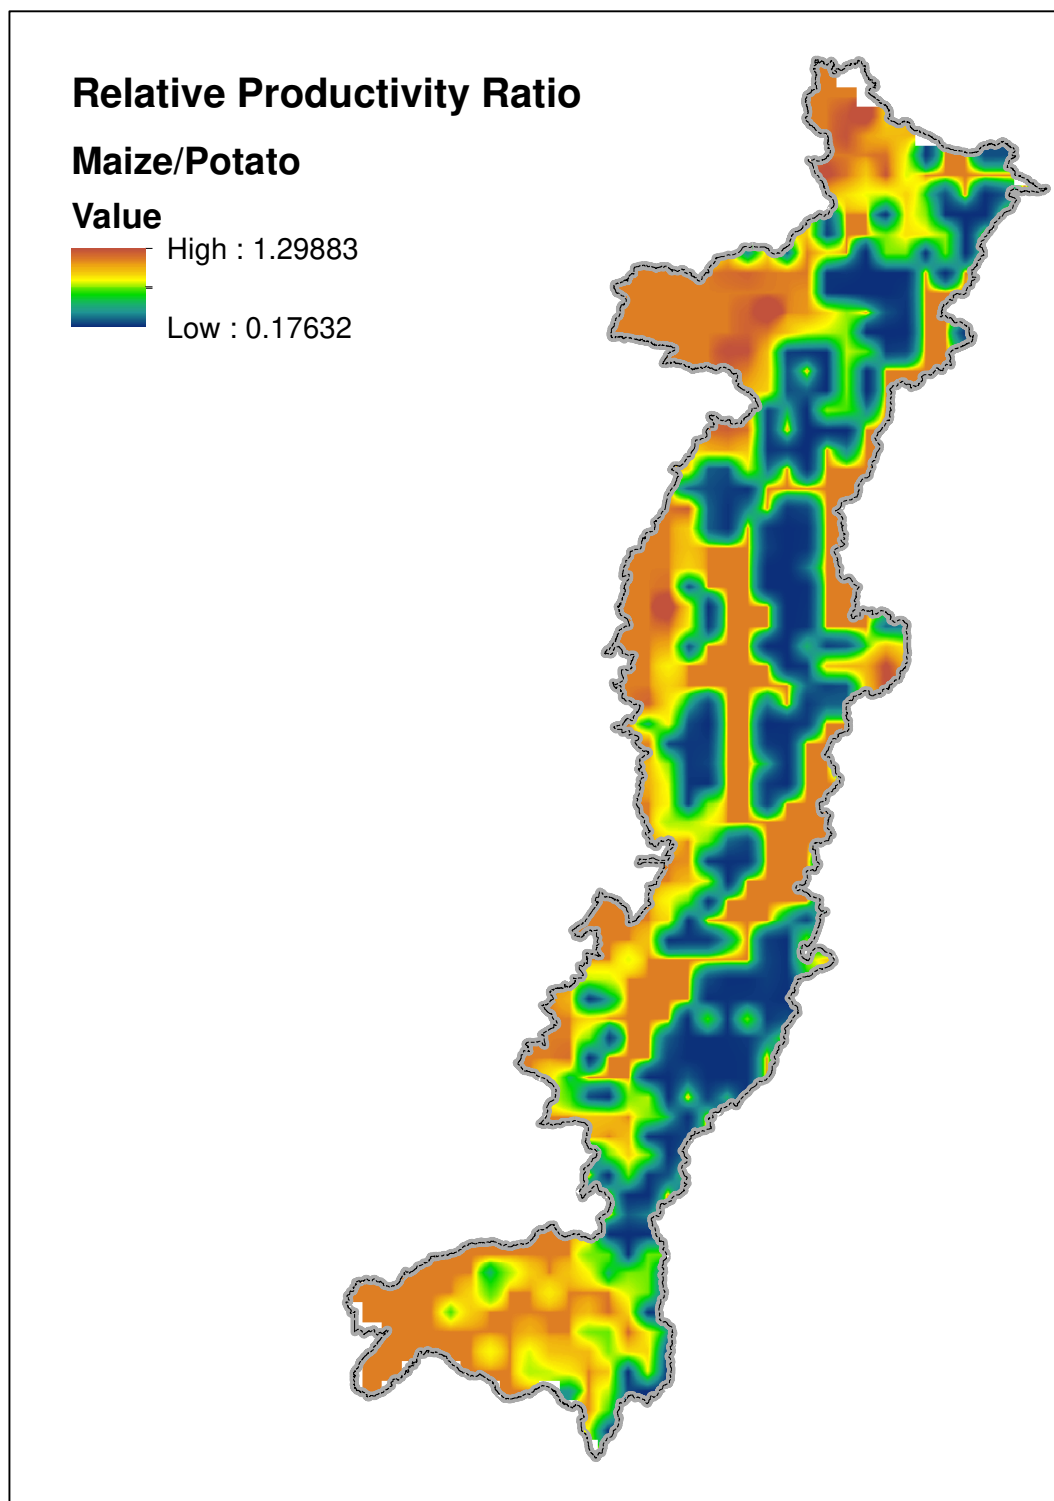 Relative Productivity Ratio
Maize/Potato
Value
High : 1.29883
Low : 0.17632